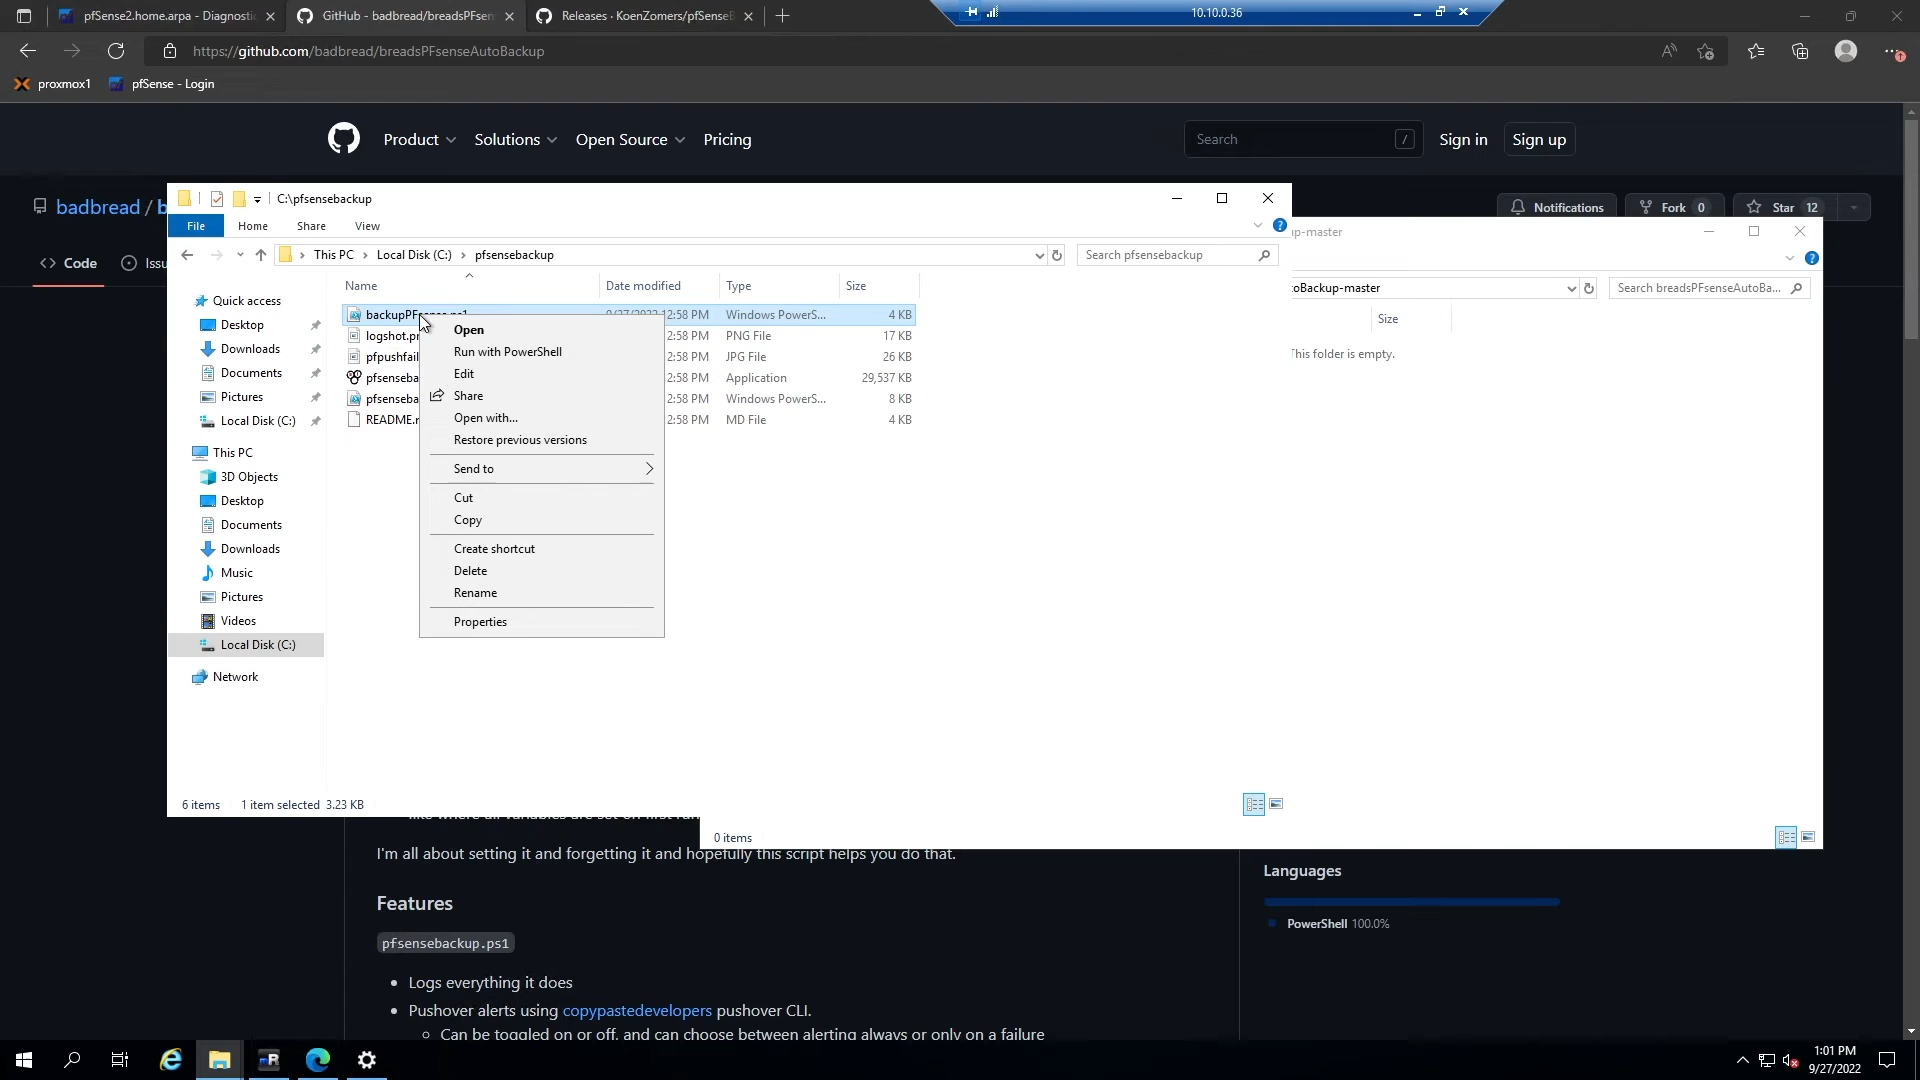 pfSense2.home.arpa - Diagnostic
GitHub - badbread/breadsPFsen
Releases · KoenZomers/pfSenseB
10.10.0.36
https://github.com/badbread/breadsPFsenseAutoBackup
proxmox1
pfSense - Login
Product
Solutions
Open Source
Pricing
Search /
Sign in
Sign up
badbread / b
Notifications
Fork 0
Star 12
Code
Issu
C:\pfsensebackup
File
Home
Share
View
This PC > Local Disk (C:) > pfsensebackup
Search pfsensebackup
Name
Date modified
Type
Size
Quick access
Desktop
Downloads
Documents
Pictures
Local Disk (C:)
This PC
3D Objects
Desktop
Documents
Downloads
Music
Pictures
Videos
Local Disk (C:)
Network
Windows PowerS... 4 KB
logshot.pr 2:58 PM PNG File 17 KB
pfpushfail 2:58 PM JPG File 26 KB
pfsenseba 2:58 PM Application 29,537 KB
pfsenseba 2:58 PM Windows PowerS... 8 KB
README.r 2:58 PM MD File 4 KB
Open
Run with PowerShell
Edit
Share
Open with...
Restore previous versions
Send to
Cut
Copy
Create shortcut
Delete
Rename
Properties
6 items 1 item selected 3.23 KB
up-master
oBackup-master
Search breadsPFsenseAutoBa...
Size
This folder is empty.
0 items
I'm all about setting it and forgetting it and hopefully this script helps you do that.
Features
pfsensebackup.ps1
• Logs everything it does
• Pushover alerts using copypastedevelopers pushover CLI.
Can be toggled on or off, and can choose between alerting always or only on a failure
Languages
PowerShell 100.0%
1:01 PM
9/27/2022